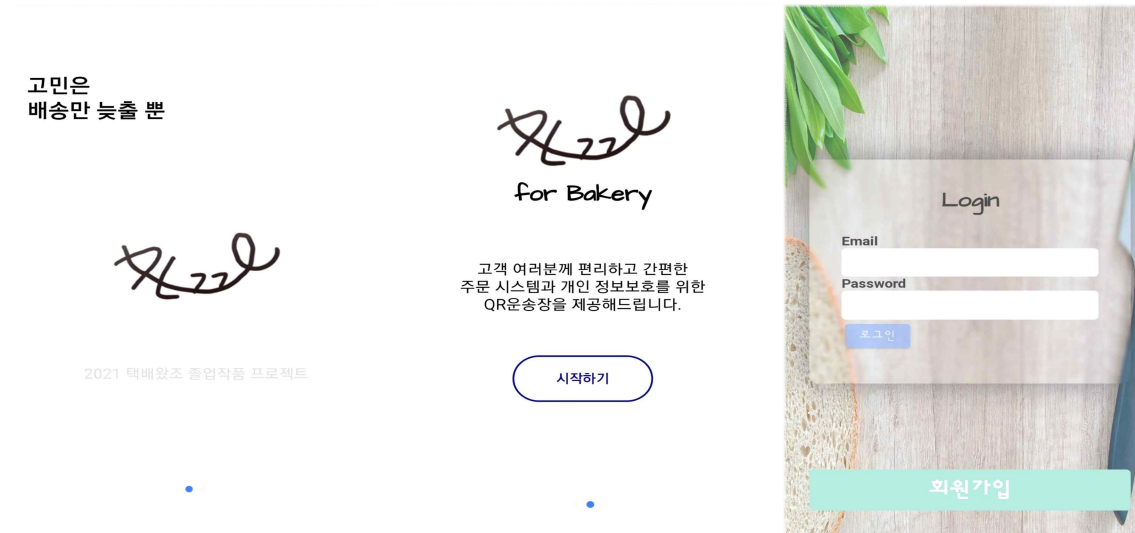 고민은
배송만 늦출 뿐
2021 택배왔조 졸업작품 프로젝트
for Bakery
고객 여러분께 편리하고 간편한
주문 시스템과 개인 정보보호를 위한
QR운송장을 제공해드립니다.
시작하기
Login
Email
Password
로그인
회원가입